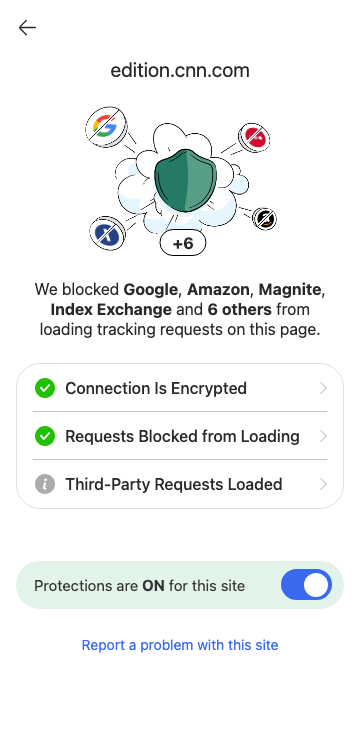 edition.cnn.com
+6
We blocked Google, Amazon, Magnite,
Index Exchange and 6 others from
loading tracking requests on this page.
Connection Is Encrypted
Requests Blocked from Loading
Third-Party Requests Loaded
Protections are ON for this site
Report a problem with this site